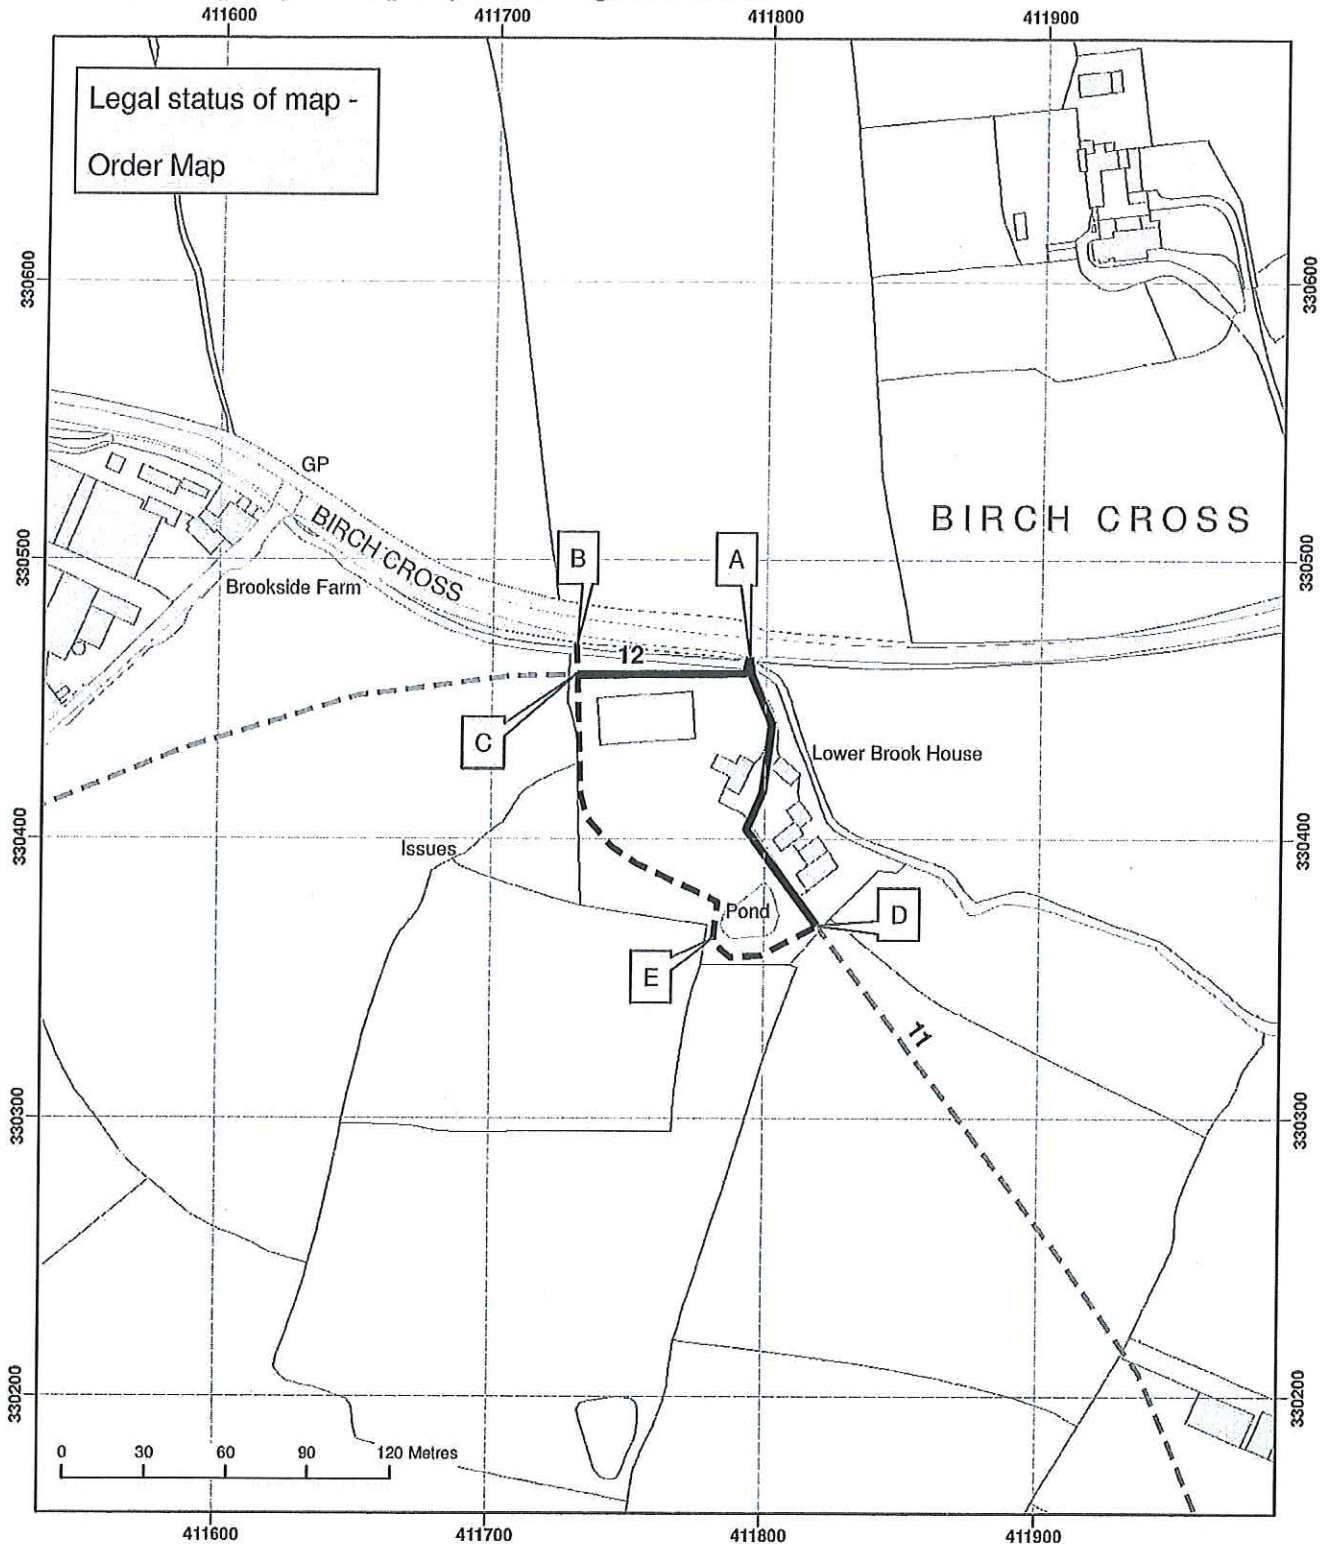 411600
411700
411800
411900
Legal status of map -
Order Map
330600
330600
GP
BIRCH CROSS
BIRCH CROSS
330500
330500
B
A
Brookside Farm
12
C
Lower Brook House
330400
330400
Issues
Pond
D
E
11
330300
330300
330200
330200
0 30 60 90 120 Metres
411600
411700
411800
411900